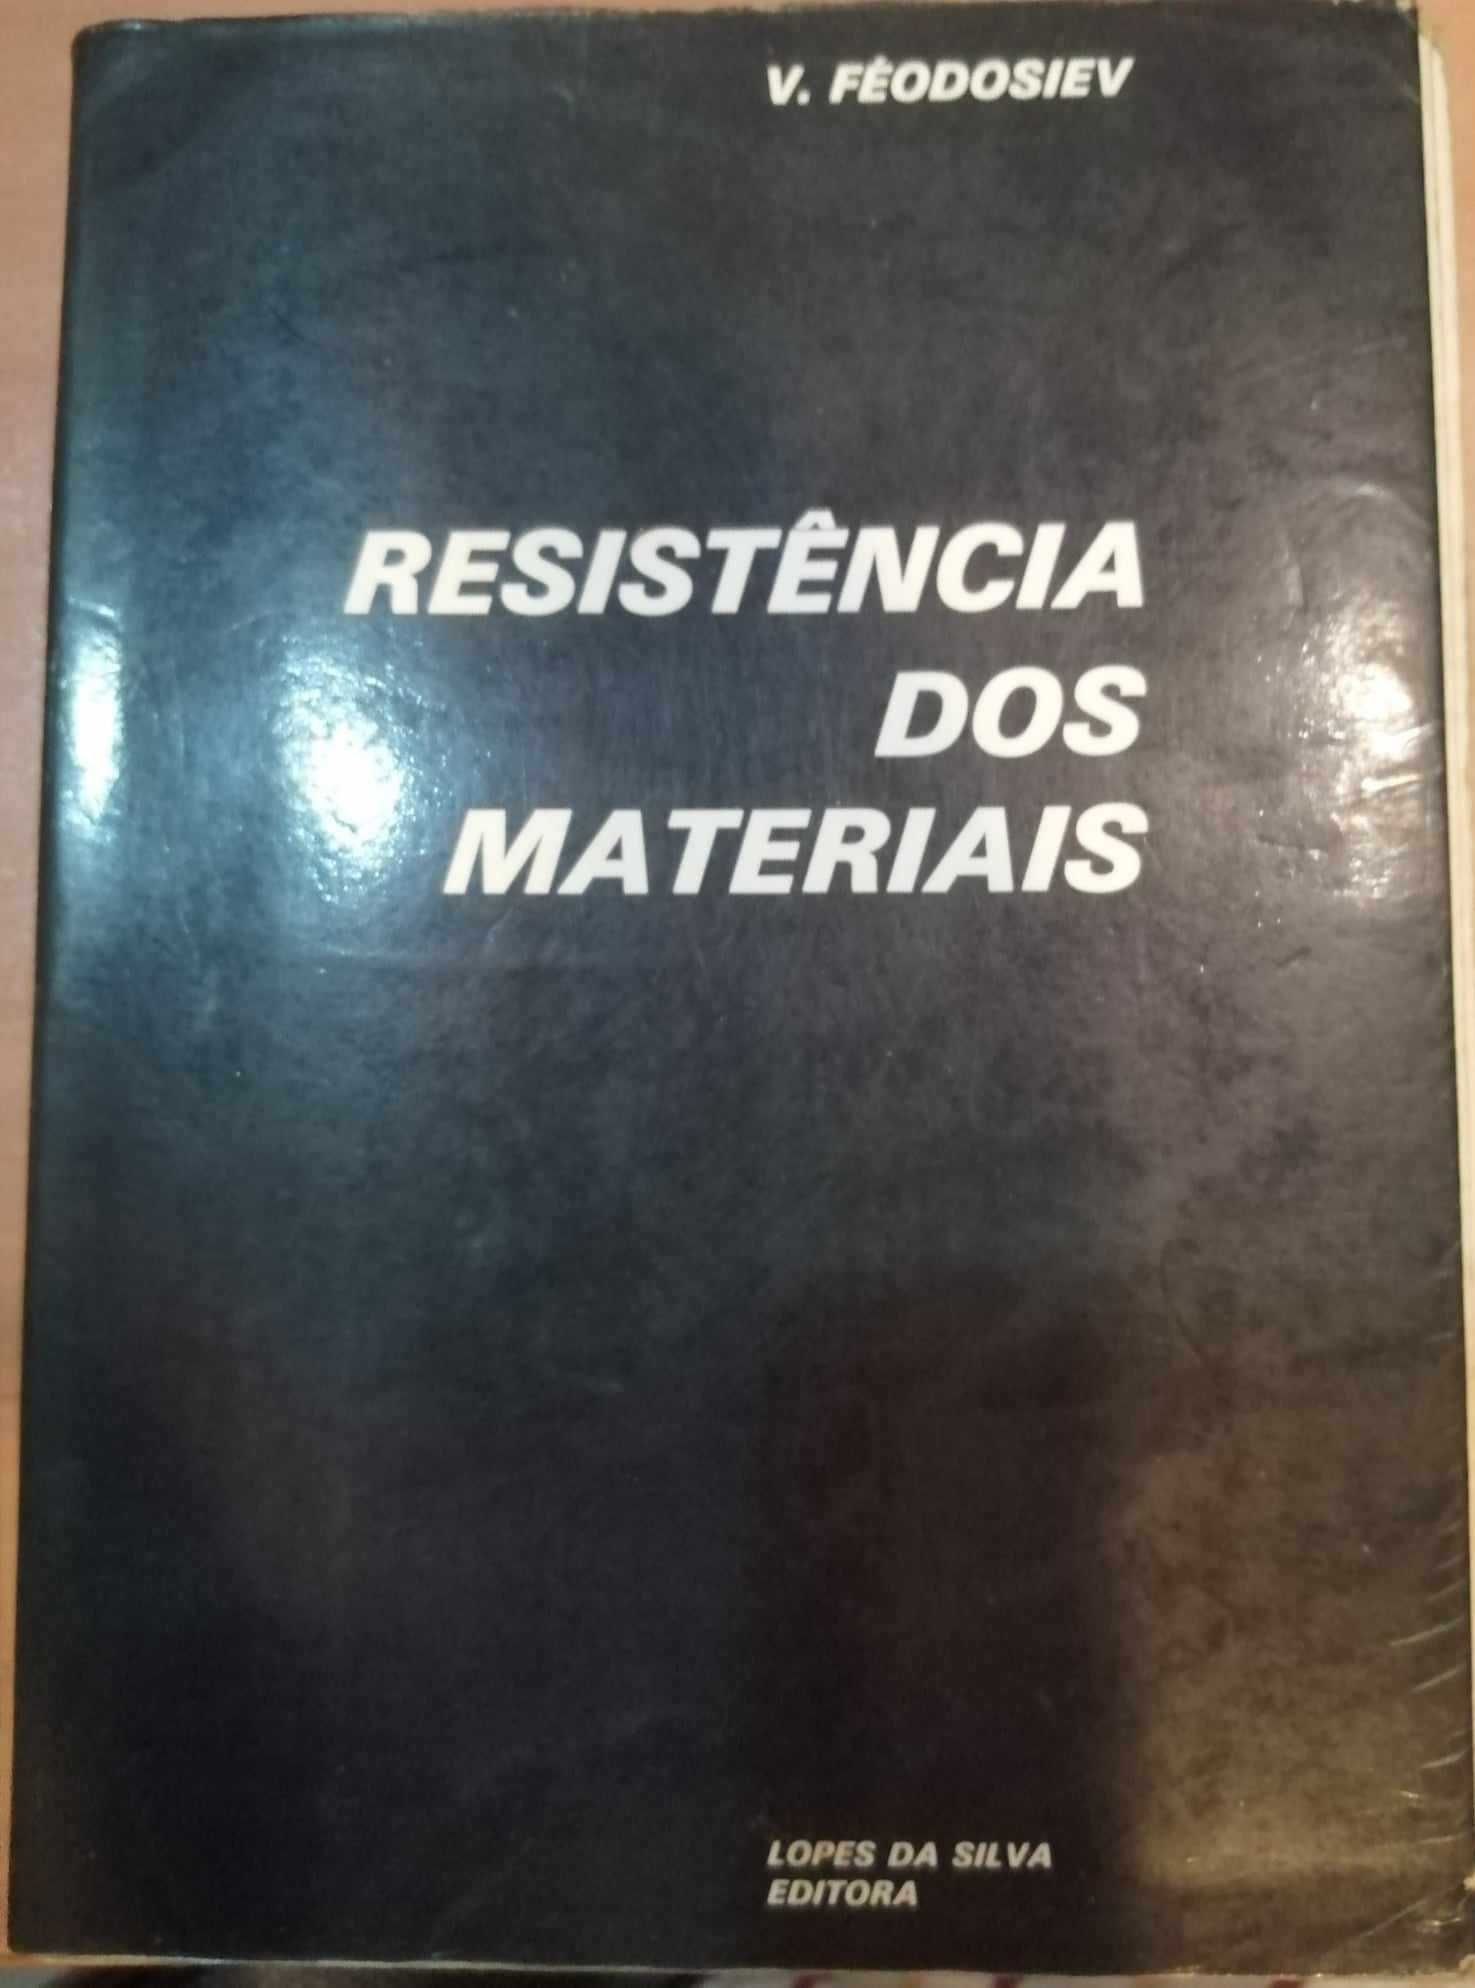 V. FÉODOSIEV
RESISTÊNCIA
DOS
MATERIAIS
LOPES DA SILVA
EDITORA